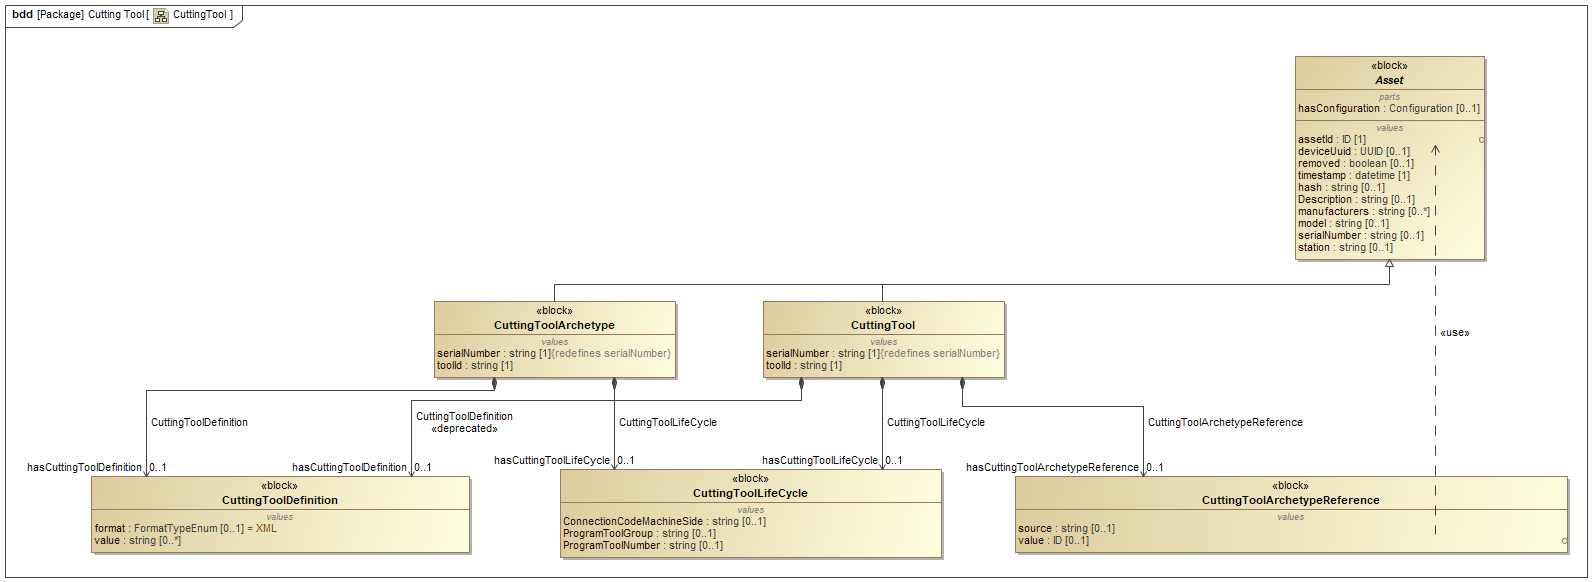 bdd [Package] Cutting Tool[ CuttingTool ]
«block»
Asset
parts
hasConfiguration : Configuration [0..1]
values
assetId : ID [1]
c
deviceUuid : UUID [0..1]
removed : boolean [0..1]
timestamp : datetime [1]
hash : string [0..1]
Description : string [0..1]
manufacturers : string [0..*]
model : string [0..1]
serialNumber : string [0..1]
station : string [0..1]
«block»
CuttingToolArchetype
values
serialNumber : string [1]{redefines serialNumber}
toolId : string [1]
«block»
CuttingTool
values
serialNumber : string [1]{redefines serialNumber}
toolId : string [1]
«use»
CuttingToolDefinition
CuttingToolDefinition
«deprecated»
CuttingToolLifeCycle
CuttingToolLifeCycle
CuttingToolArchetypeReference
hasCuttingToolDefinition 0..1
hasCuttingToolDefinition 0..1
hasCuttingToolLifeCycle 0..1
hasCuttingToolLifeCycle 0..1
hasCuttingToolArchetypeReference 0..1
«block»
CuttingToolDefinition
values
format : FormatTypeEnum [0..1] = XML
value : string [0..*]
«block»
CuttingToolLifeCycle
values
ConnectionCodeMachineSide : string [0..1]
ProgramToolGroup : string [0..1]
ProgramToolNumber : string [0..1]
«block»
CuttingToolArchetypeReference
values
source : string [0..1]
value : ID [0..1]
c